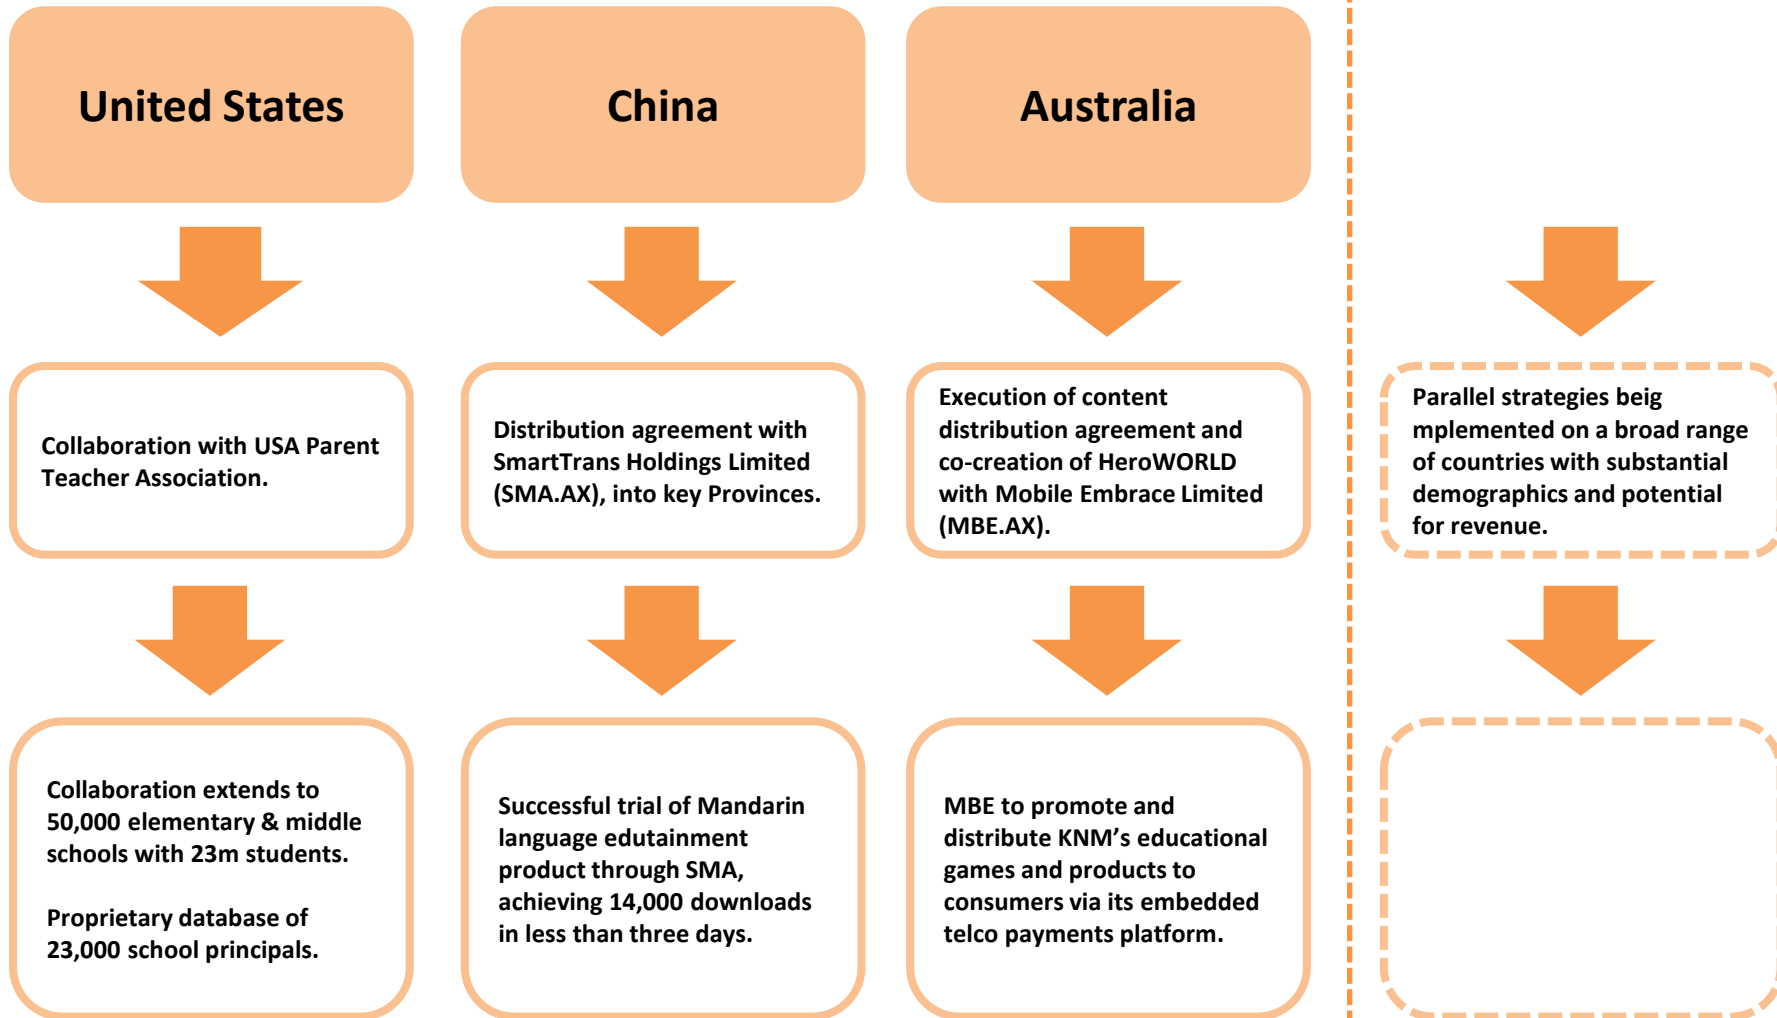 United States
China
Australia
Collaboration with USA Parent
Teacher Association.
Distribution agreement with
SmartTrans Holdings Limited
(SMA.AX), into key Provinces.
Execution of content
distribution agreement and
co-creation of HeroWORLD
with Mobile Embrace Limited
(MBE.AX).
Parallel strategies beig
mplemented on a broad range
of countries with substantial
demographics and potential
for revenue.
Collaboration extends to
50,000 elementary & middle
schools with 23m students.
Proprietary database of
23,000 school principals.
Successful trial of Mandarin
language edutainment
product through SMA,
achieving 14,000 downloads
in less than three days.
MBE to promote and
distribute KNM’s educational
games and products to
consumers via its embedded
telco payments platform.